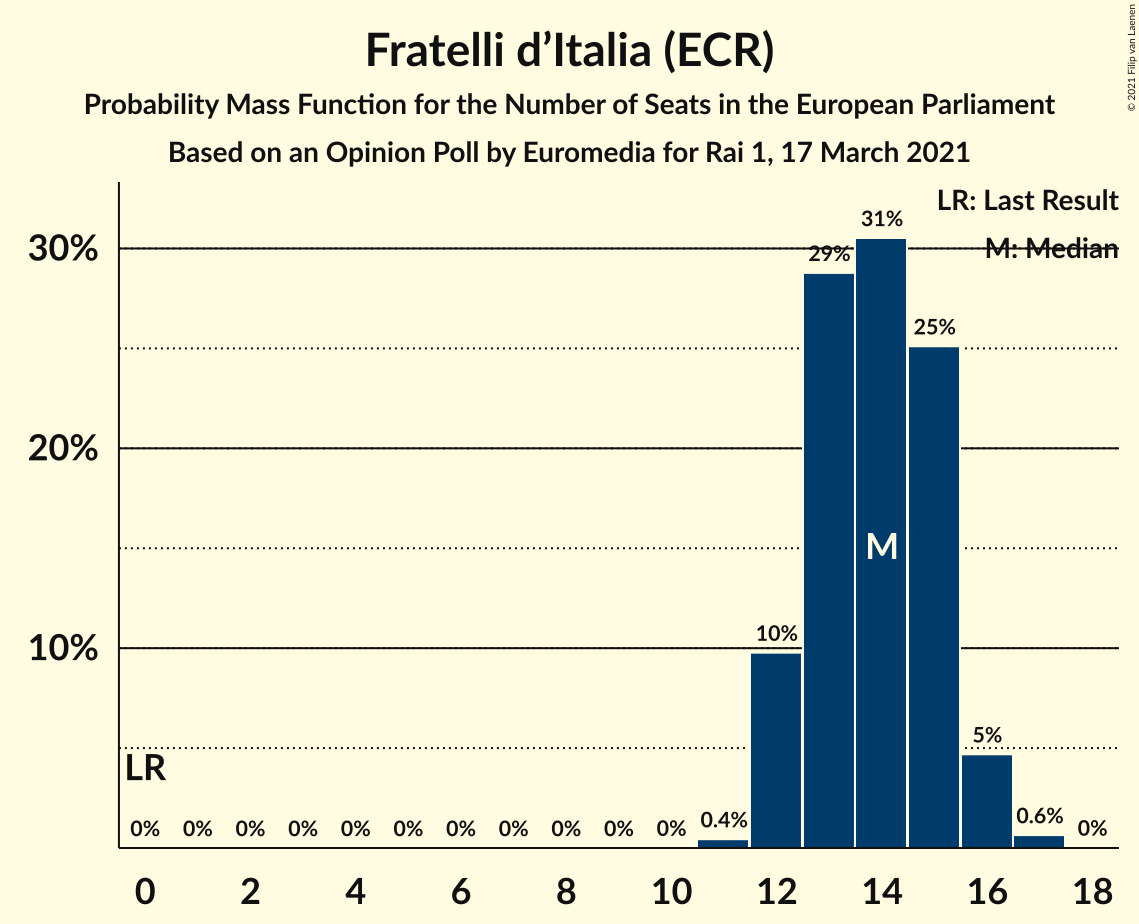 Fratelli d’Italia (ECR)
Probability Mass Function for the Number of Seats in the European Parliament
Based on an Opinion Poll by Euromedia for Rai 1, 17 March 2021
© 2021 Filip van Laenen
LR: Last Result
M: Median
30%
20%
10%
31%
29%
25%
10%
5%
0.4%
0.6%
M
LR
0% 0% 0% 0% 0% 0% 0% 0% 0% 0% 0% 0%
0 2 4 6 8 10 12 14 16 18